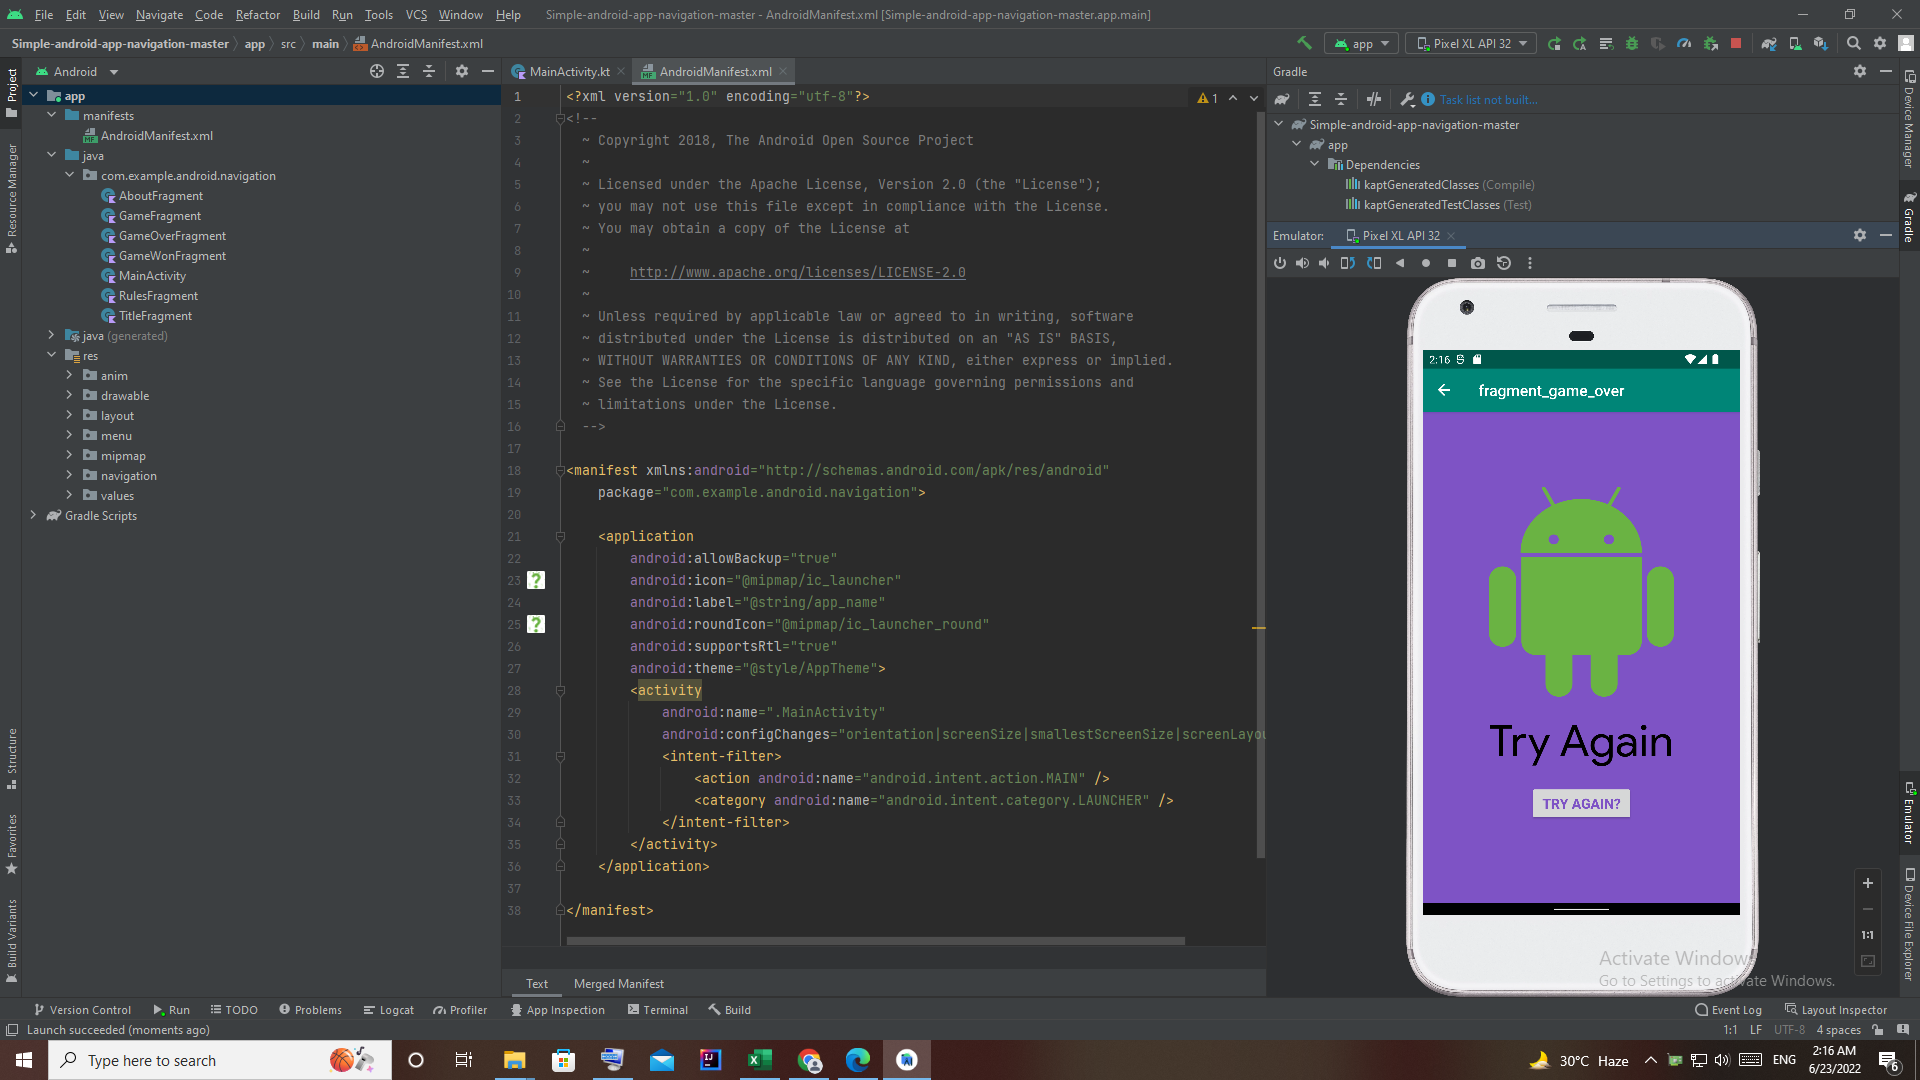 File Edit View Navigate Code Refactor Build Run Tools VCS Window Help Simple-android-app-navigation-master - AndroidManifest.xml [Simple-android-app-navigation-master.app.main]
Simple-android-app-navigation-master app src main AndroidManifest.xml app Pixel XL API 32
Project
Resource Manager
Structure
Favorites
Build Variants
Android
app
manifests
AndroidManifest.xml
java
com.example.android.navigation
AboutFragment
GameFragment
GameOverFragment
GameWonFragment
MainActivity
RulesFragment
TitleFragment
java (generated)
res
anim
drawable
layout
menu
mipmap
navigation
values
Gradle Scripts
MainActivity.kt AndroidManifest.xml
1 <?xml version="1.0" encoding="utf-8"?> 1
2 <!--
3 ~ Copyright 2018, The Android Open Source Project
4 ~
5 ~ Licensed under the Apache License, Version 2.0 (the "License");
6 ~ you may not use this file except in compliance with the License.
7 ~ You may obtain a copy of the License at
8 ~
9 ~ http://www.apache.org/licenses/LICENSE-2.0
10 ~
11 ~ Unless required by applicable law or agreed to in writing, software
12 ~ distributed under the License is distributed on an "AS IS" BASIS,
13 ~ WITHOUT WARRANTIES OR CONDITIONS OF ANY KIND, either express or implied.
14 ~ See the License for the specific language governing permissions and
15 ~ limitations under the License.
16 -->
17
18 <manifest xmlns:android="http://schemas.android.com/apk/res/android"
19 package="com.example.android.navigation">
20
21 <application
22 android:allowBackup="true"
23 android:icon="@mipmap/ic_launcher"
24 android:label="@string/app_name"
25 android:roundIcon="@mipmap/ic_launcher_round"
26 android:supportsRtl="true"
27 android:theme="@style/AppTheme">
28 <activity
29 android:name=".MainActivity"
30 android:configChanges="orientation|screenSize|smallestScreenSize|screenLayou
31 <intent-filter>
32 <action android:name="android.intent.action.MAIN" />
33 <category android:name="android.intent.category.LAUNCHER" />
34 </intent-filter>
35 </activity>
36 </application>
37
38 </manifest>
Text Merged Manifest
Gradle
Task list not built...
Simple-android-app-navigation-master
app
Dependencies
kaptGeneratedClasses (Compile)
kaptGeneratedTestClasses (Test)
Emulator: Pixel XL API 32
2:16
fragment_game_over
Try Again
TRY AGAIN?
1:1
Activate Windows
Go to Settings to activate Windows.
Device Manager
Gradle
Emulator
Device File Explorer
Version Control Run TODO Problems Logcat Profiler App Inspection Terminal Build Event Log Layout Inspector
Launch succeeded (moments ago) 1:1 LF UTF-8 4 spaces
Type here to search 30°C Haze ENG 2:16 AM
6/23/2022 6